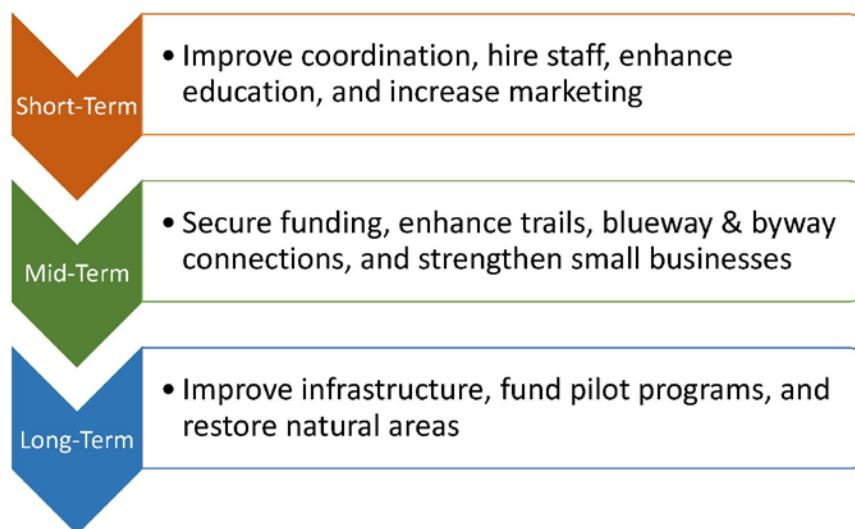 Short-Term
• Improve coordination, hire staff, enhance
education, and increase marketing
Mid-Term
• Secure funding, enhance trails, blueway & byway
connections, and strengthen small businesses
Long-Term
• Improve infrastructure, fund pilot programs, and
restore natural areas